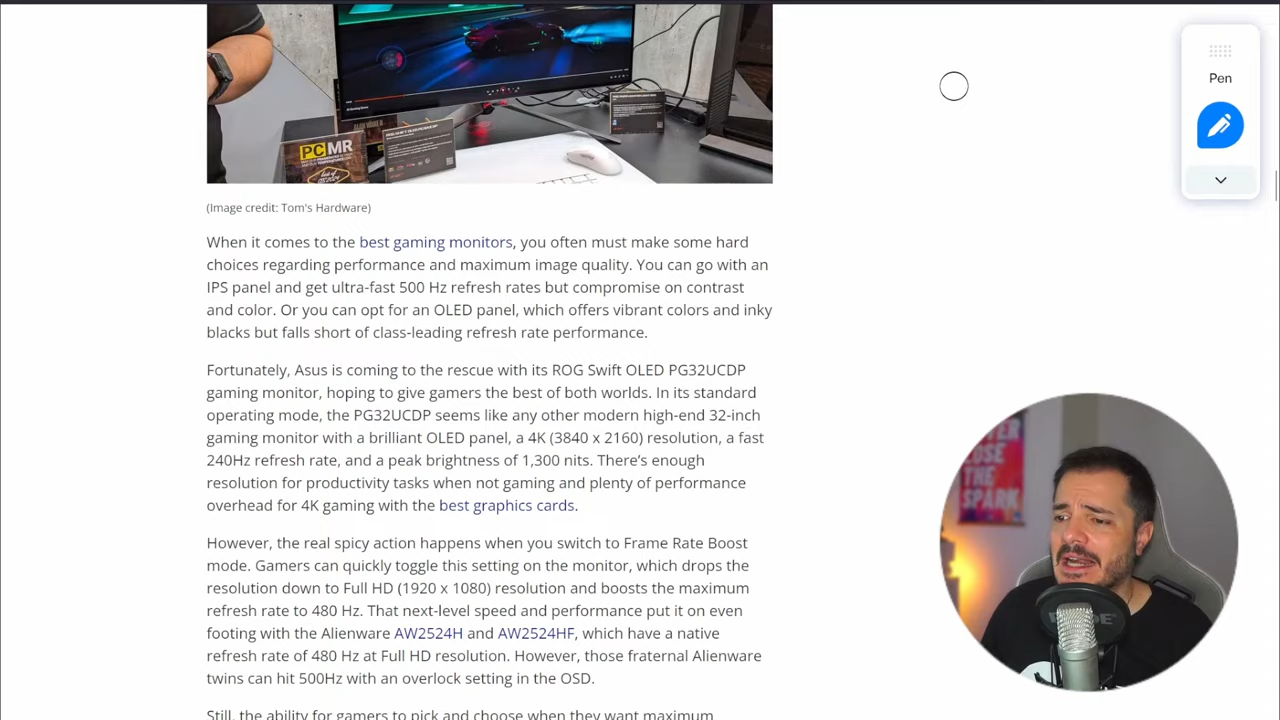 PCMR
Pen
(Image credit: Tom's Hardware)
When it comes to the best gaming monitors, you often must make some hard
choices regarding performance and maximum image quality. You can go with an
IPS panel and get ultra-fast 500 Hz refresh rates but compromise on contrast
and color. Or you can opt for an OLED panel, which offers vibrant colors and inky
blacks but falls short of class-leading refresh rate performance.
Fortunately, Asus is coming to the rescue with its ROG Swift OLED PG32UCDP
gaming monitor, hoping to give gamers the best of both worlds. In its standard
operating mode, the PG32UCDP seems like any other modern high-end 32-inch
gaming monitor with a brilliant OLED panel, a 4K (3840 x 2160) resolution, a fast
240Hz refresh rate, and a peak brightness of 1,300 nits. There's enough
resolution for productivity tasks when not gaming and plenty of performance
overhead for 4K gaming with the best graphics cards.
However, the real spicy action happens when you switch to Frame Rate Boost
mode. Gamers can quickly toggle this setting on the monitor, which drops the
resolution down to Full HD (1920 x 1080) resolution and boosts the maximum
refresh rate to 480 Hz. That next-level speed and performance put it on even
footing with the Alienware AW2524H and AW2524HF, which have a native
refresh rate of 480 Hz at Full HD resolution. However, those fraternal Alienware
twins can hit 500Hz with an overlock setting in the OSD.
Still, the ability for gamers to pick and choose when they want maximum
LOSE
THE
SPARK